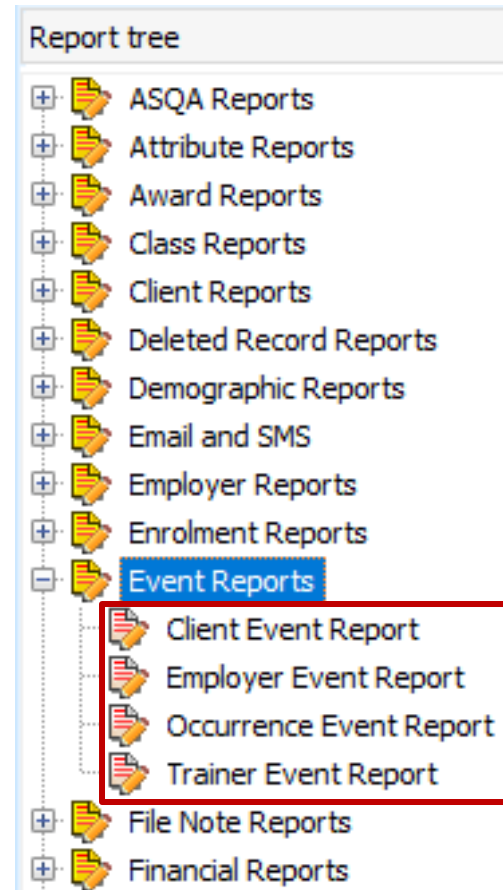 Report tree
ASQA Reports
Attribute Reports
Award Reports
Class Reports
Client Reports
Deleted Record Reports
Demographic Reports
Email and SMS
Employer Reports
Enrolment Reports
Event Reports
Client Event Report
Employer Event Report
Occurrence Event Report
Trainer Event Report
File Note Reports
Financial Reports